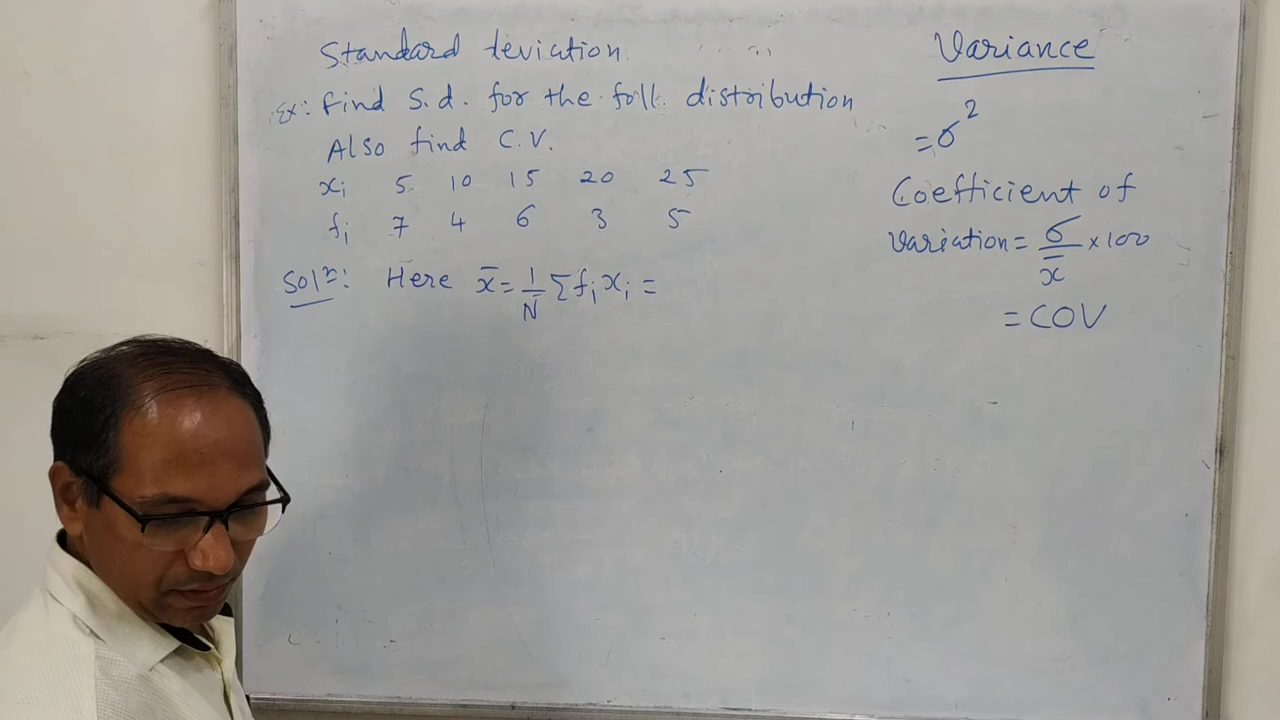 Standard deviation
Ex: Find S.d. for the foll. distribution
Also find C.V.
xi 5 10 15 20 25
fi 7 4 6 3 5
Solⁿ: Here x̄ = 1/N Σ fi xi =
Variance
= σ²
Coefficient of
Variation = σ/x̄ × 100
= COV